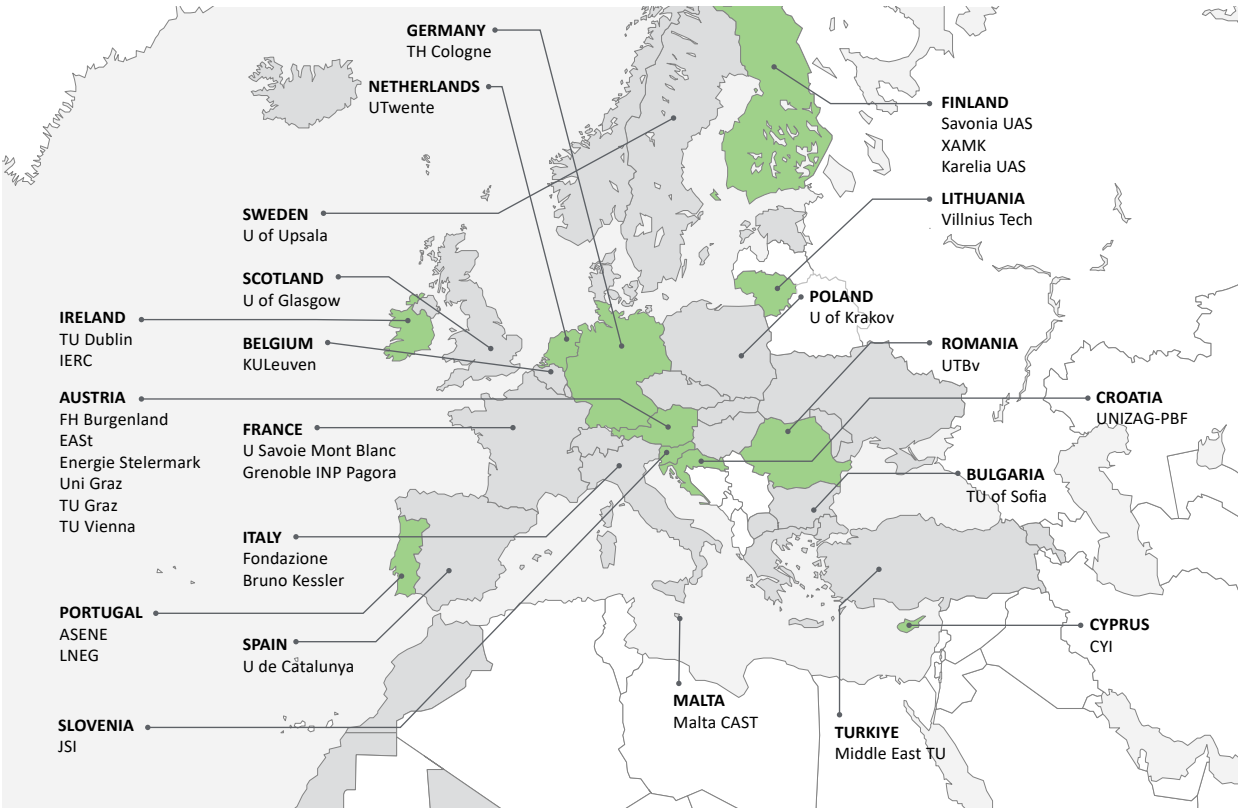 GERMANY
TH Cologne
NETHERLANDS
UTwente
FINLAND
Savonia UAS
XAMK
Karelia UAS
SWEDEN
U of Upsala
LITHUANIA
Villnius Tech
SCOTLAND
U of Glasgow
POLAND
U of Krakov
IRELAND
TU Dublin
IERC
BELGIUM
KULeuven
ROMANIA
UTBv
AUSTRIA
FH Burgenland
EASt
Energie Stelermark
Uni Graz
TU Graz
TU Vienna
FRANCE
U Savoie Mont Blanc
Grenoble INP Pagora
CROATIA
UNIZAG-PBF
BULGARIA
TU of Sofia
ITALY
Fondazione
Bruno Kessler
PORTUGAL
ASENE
LNEG
SPAIN
U de Catalunya
CYPRUS
CYI
MALTA
Malta CAST
SLOVENIA
JSI
TURKIYE
Middle East TU